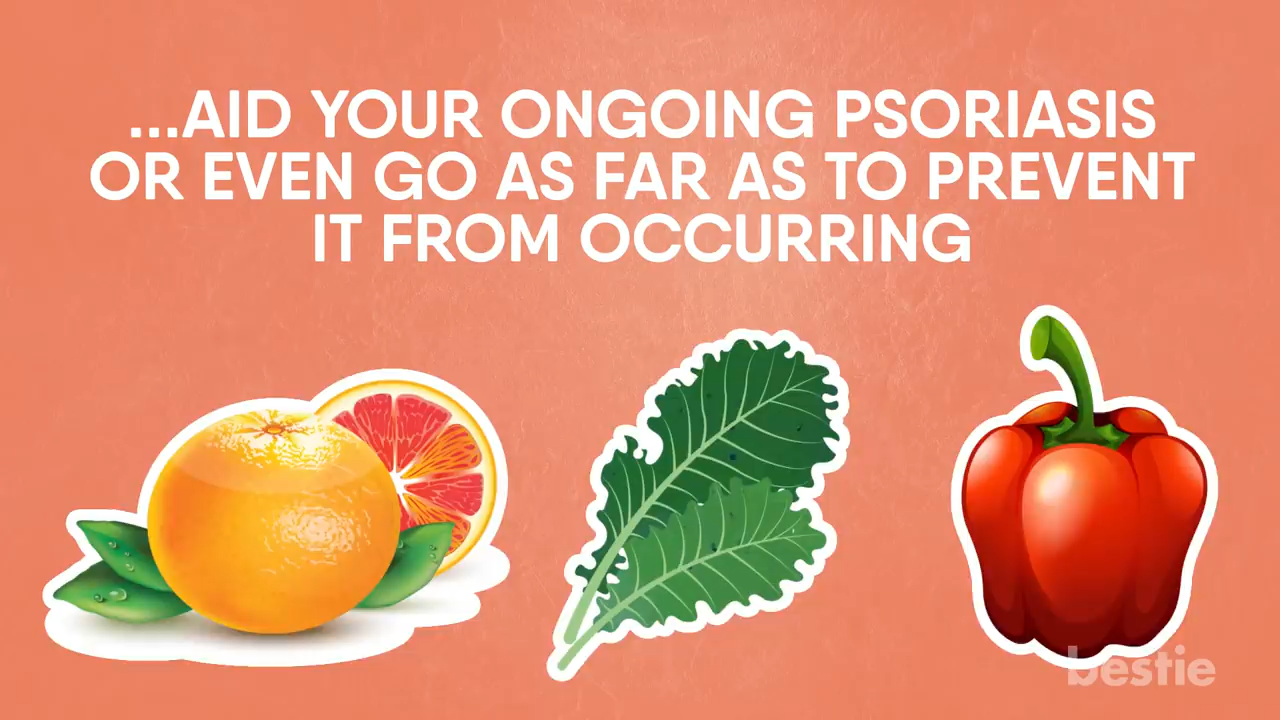 ...AID YOUR ONGOING PSORIASIS
OR EVEN GO AS FAR AS TO PREVENT
IT FROM OCCURRING
bestie